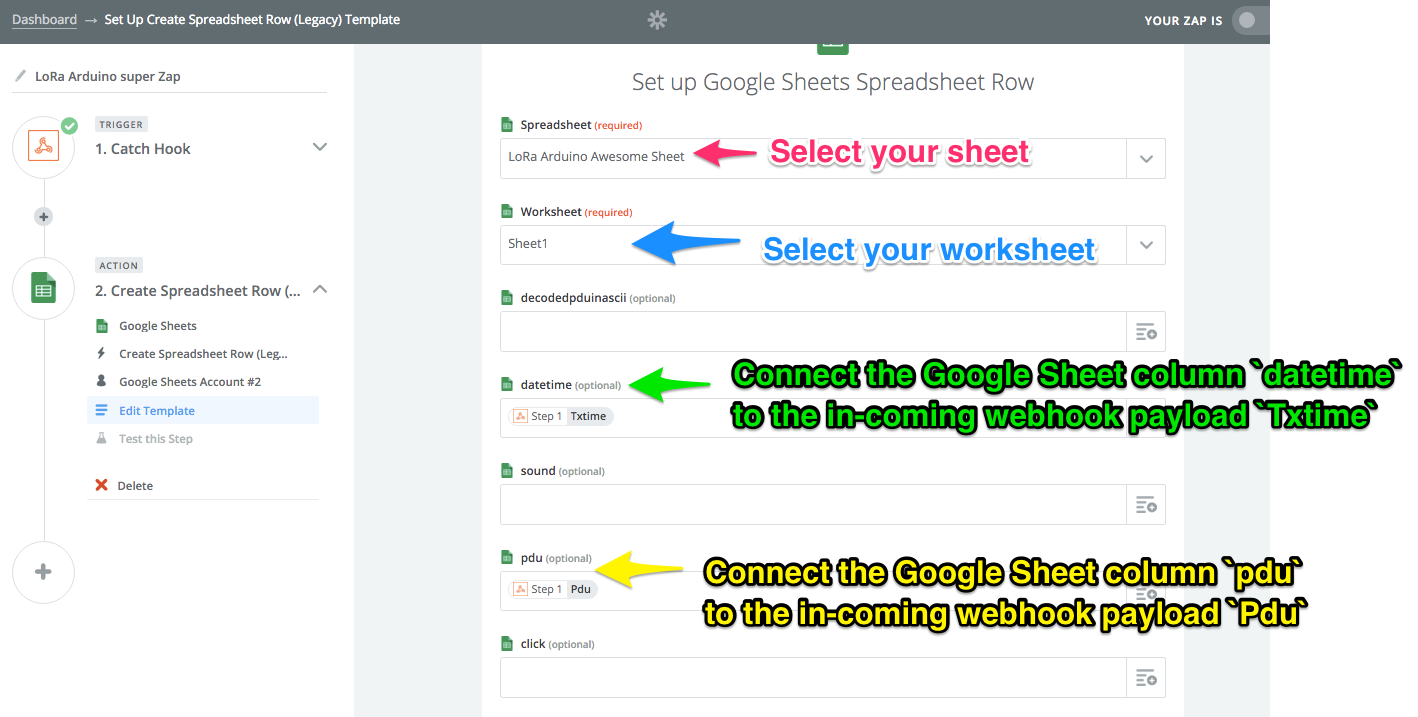 Dashboard → Set Up Create Spreadsheet Row (Legacy) Template
YOUR ZAP IS
LoRa Arduino super Zap
TRIGGER
1. Catch Hook
ACTION
2. Create Spreadsheet Row (...
Google Sheets
Create Spreadsheet Row (Leg...
Google Sheets Account #2
Edit Template
Test this Step
Delete
Set up Google Sheets Spreadsheet Row
Spreadsheet (required)
LoRa Arduino Awesome Sheet
Select your sheet
Worksheet (required)
Sheet1
Select your worksheet
decodedpduinascii (optional)
datetime (optional)
Step 1 Txtime
Connect the Google Sheet column `datetime`
to the in-coming webhook payload `Txtime`
sound (optional)
pdu (optional)
Step 1 Pdu
Connect the Google Sheet column `pdu`
to the in-coming webhook payload `Pdu`
click (optional)